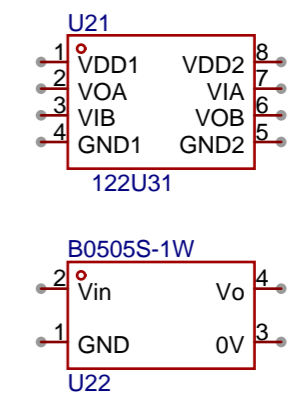 U21
1 VDD1 VDD2 8
2 VOA VIA 7
3 VIB VOB 6
4 GND1 GND2 5
122U31
B0505S-1W
2 Vin Vo 4
1 GND 0V 3
U22